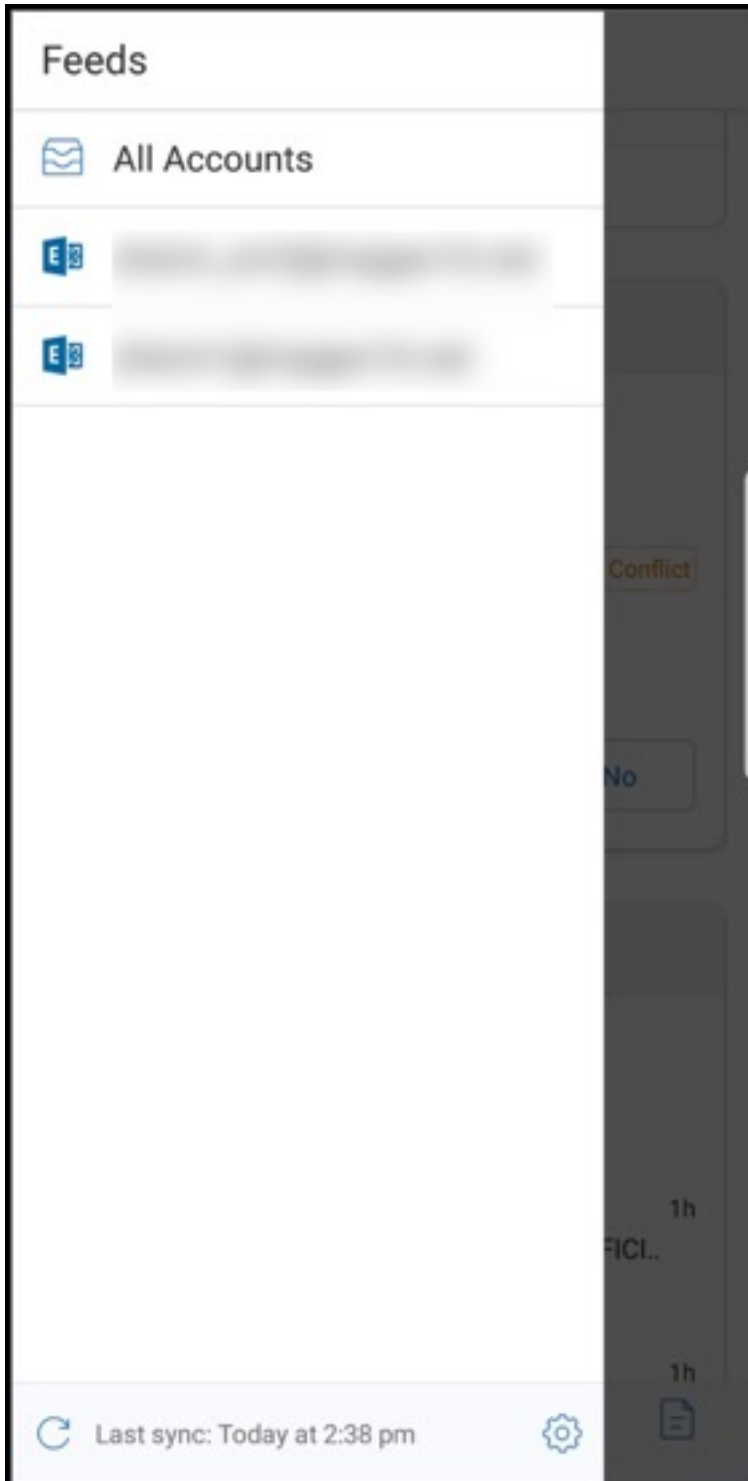 Feeds
All Accounts
Conflict
No
1h
FICI..
1h
Last sync: Today at 2:38 pm